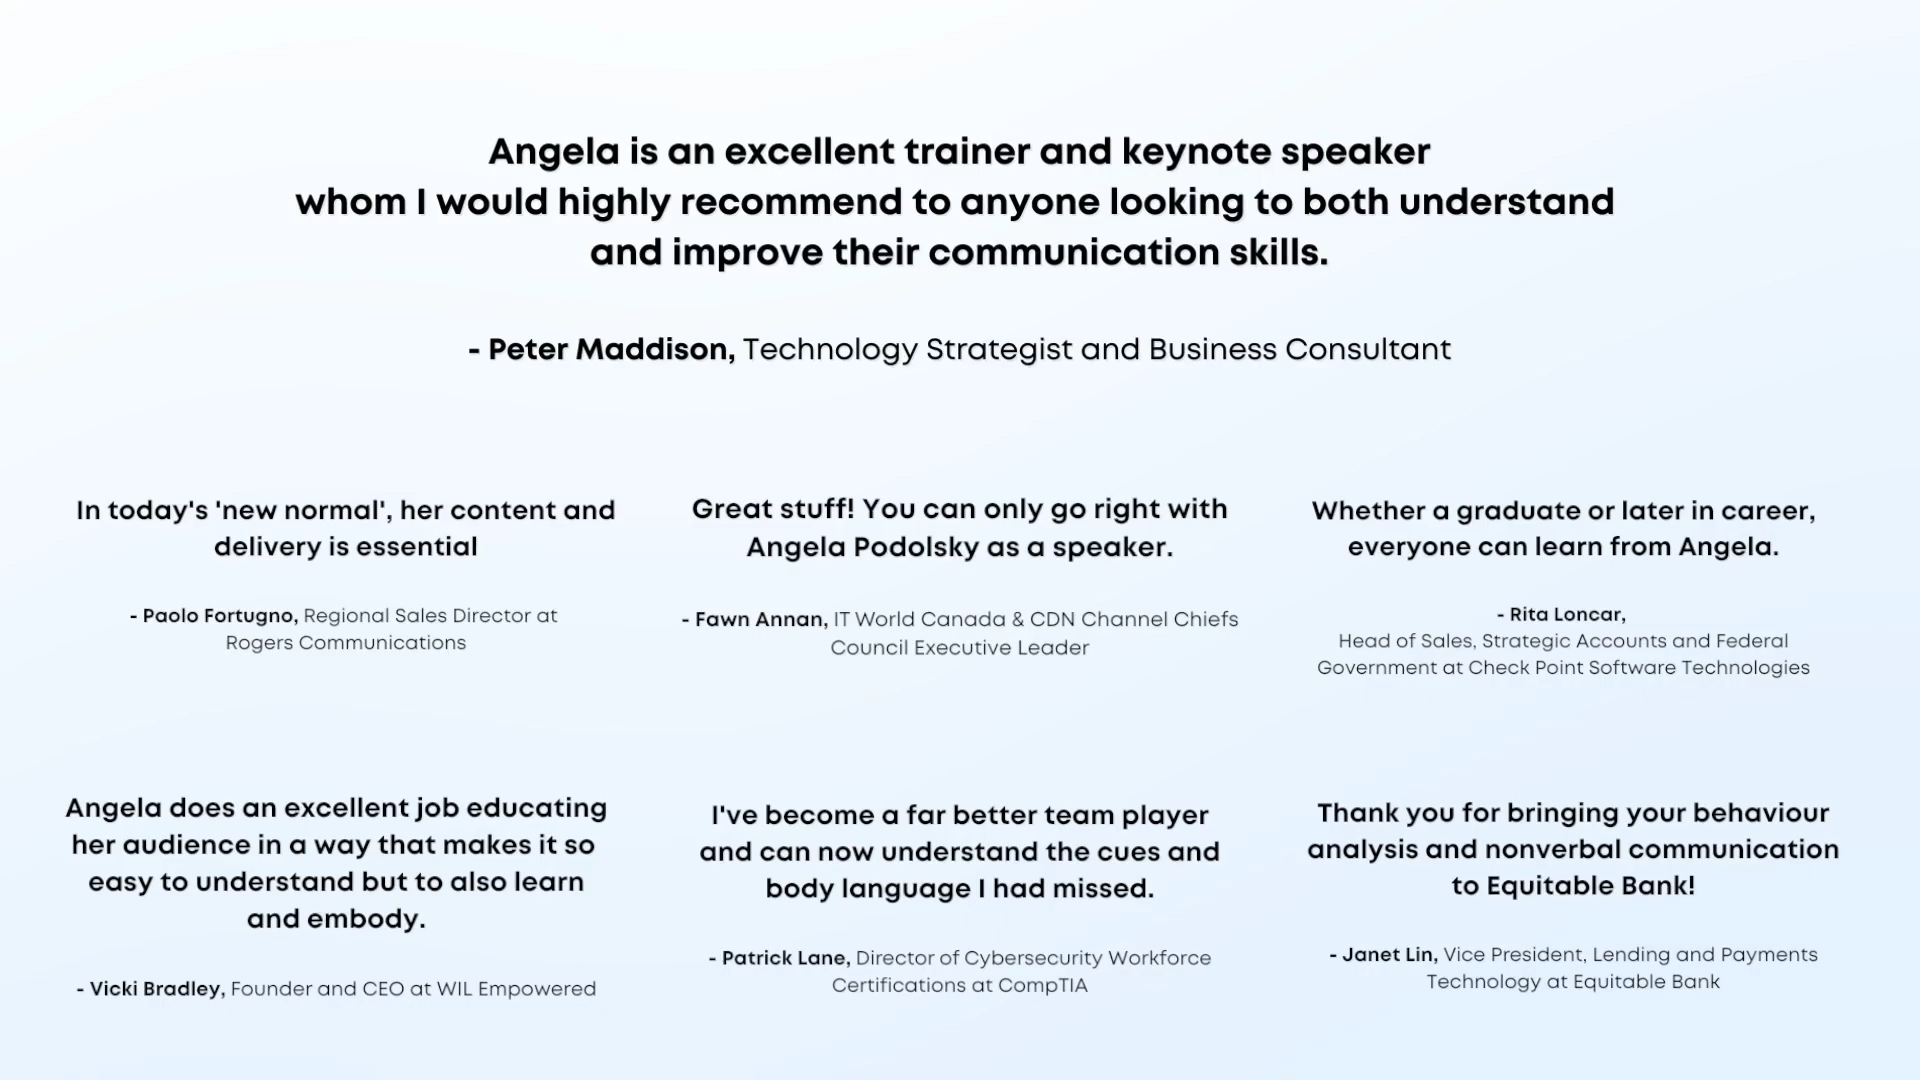 Angela is an excellent trainer and keynote speaker
whom I would highly recommend to anyone looking to both understand
and improve their communication skills.
- Peter Maddison, Technology Strategist and Business Consultant
In today's 'new normal', her content and
delivery is essential
- Paolo Fortugno, Regional Sales Director at
Rogers Communications
Great stuff! You can only go right with
Angela Podolsky as a speaker.
- Fawn Annan, IT World Canada & CDN Channel Chiefs
Council Executive Leader
Whether a graduate or later in career,
everyone can learn from Angela.
- Rita Loncar,
Head of Sales, Strategic Accounts and Federal
Government at Check Point Software Technologies
Angela does an excellent job educating
her audience in a way that makes it so
easy to understand but to also learn
and embody.
- Vicki Bradley, Founder and CEO at WIL Empowered
I've become a far better team player
and can now understand the cues and
body language I had missed.
- Patrick Lane, Director of Cybersecurity Workforce
Certifications at CompTIA
Thank you for bringing your behaviour
analysis and nonverbal communication
to Equitable Bank!
- Janet Lin, Vice President, Lending and Payments
Technology at Equitable Bank